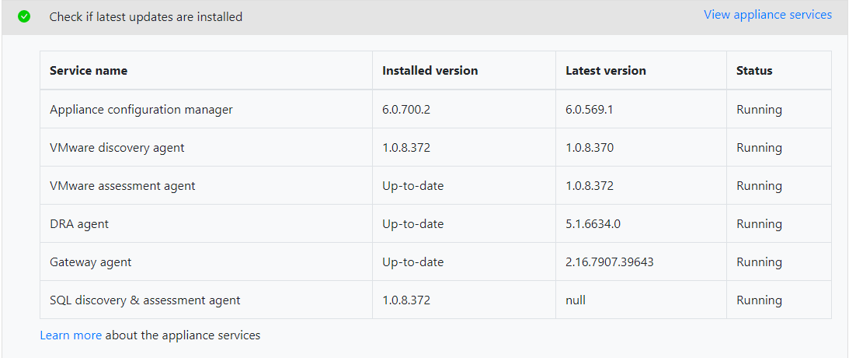 Check if latest updates are installed View appliance services
Service name Installed version Latest version Status
Appliance configuration manager 6.0.700.2 6.0.569.1 Running
VMware discovery agent 1.0.8.372 1.0.8.370 Running
VMware assessment agent Up-to-date 1.0.8.372 Running
DRA agent Up-to-date 5.1.6634.0 Running
Gateway agent Up-to-date 2.16.7907.39643 Running
SQL discovery & assessment agent 1.0.8.372 null Running
Learn more about the appliance services